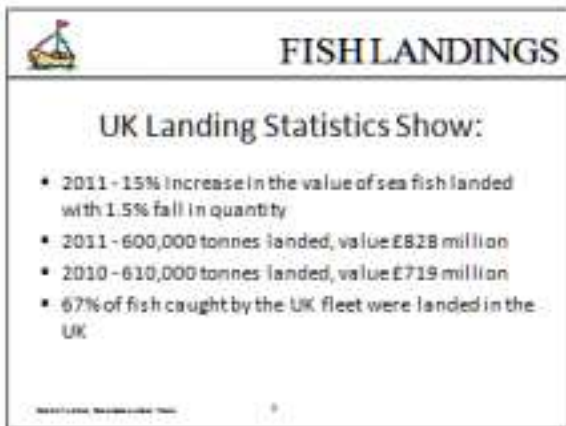 FISH LANDINGS
UK Landing Statistics Show:
▪ 2011 - 15% increase in the value of sea fish landed
with 1.5% fall in quantity
▪ 2011 - 600,000 tonnes landed, value £828 million
▪ 2010 - 610,000 tonnes landed, value £719 million
▪ 67% of fish caught by the UK fleet were landed in the
UK